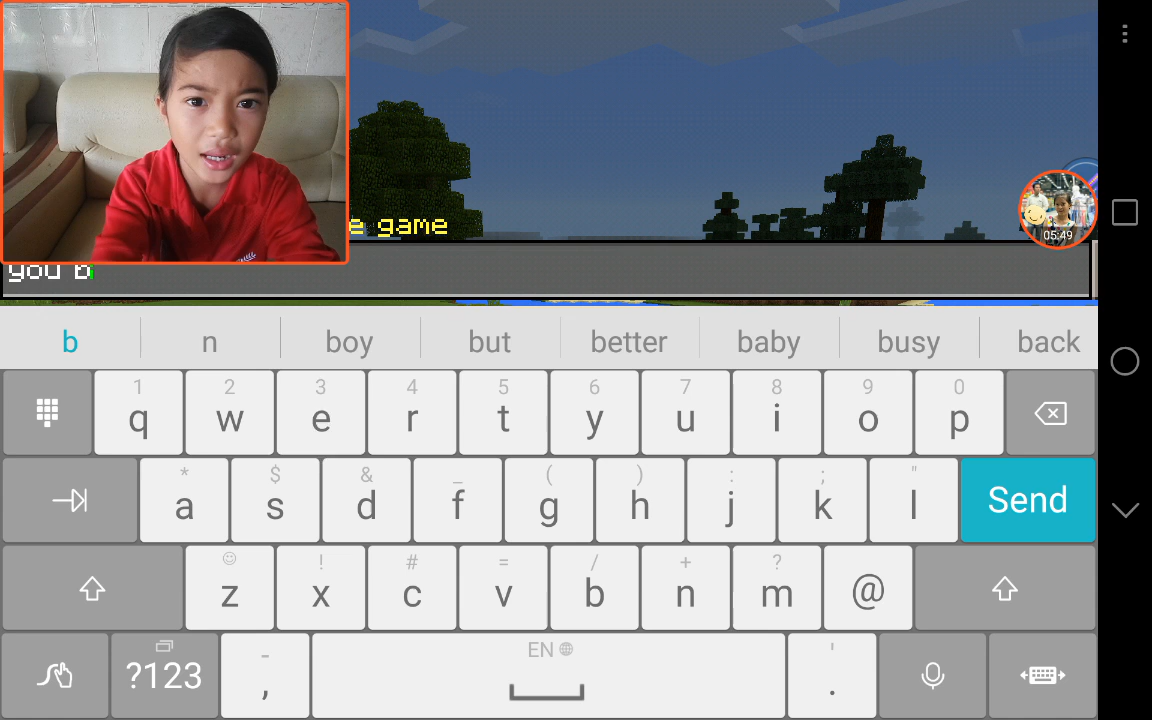 e game
05:49
you b
b n boy but better baby busy back
1 2 3 4 5 6 7 8 9 0
q w e r t y u i o p
* $ & _ ( ) : ; "
a s d f g h j k l Send
! # c = / + ?
z x c v b n m @
EN
- '
?123 , .